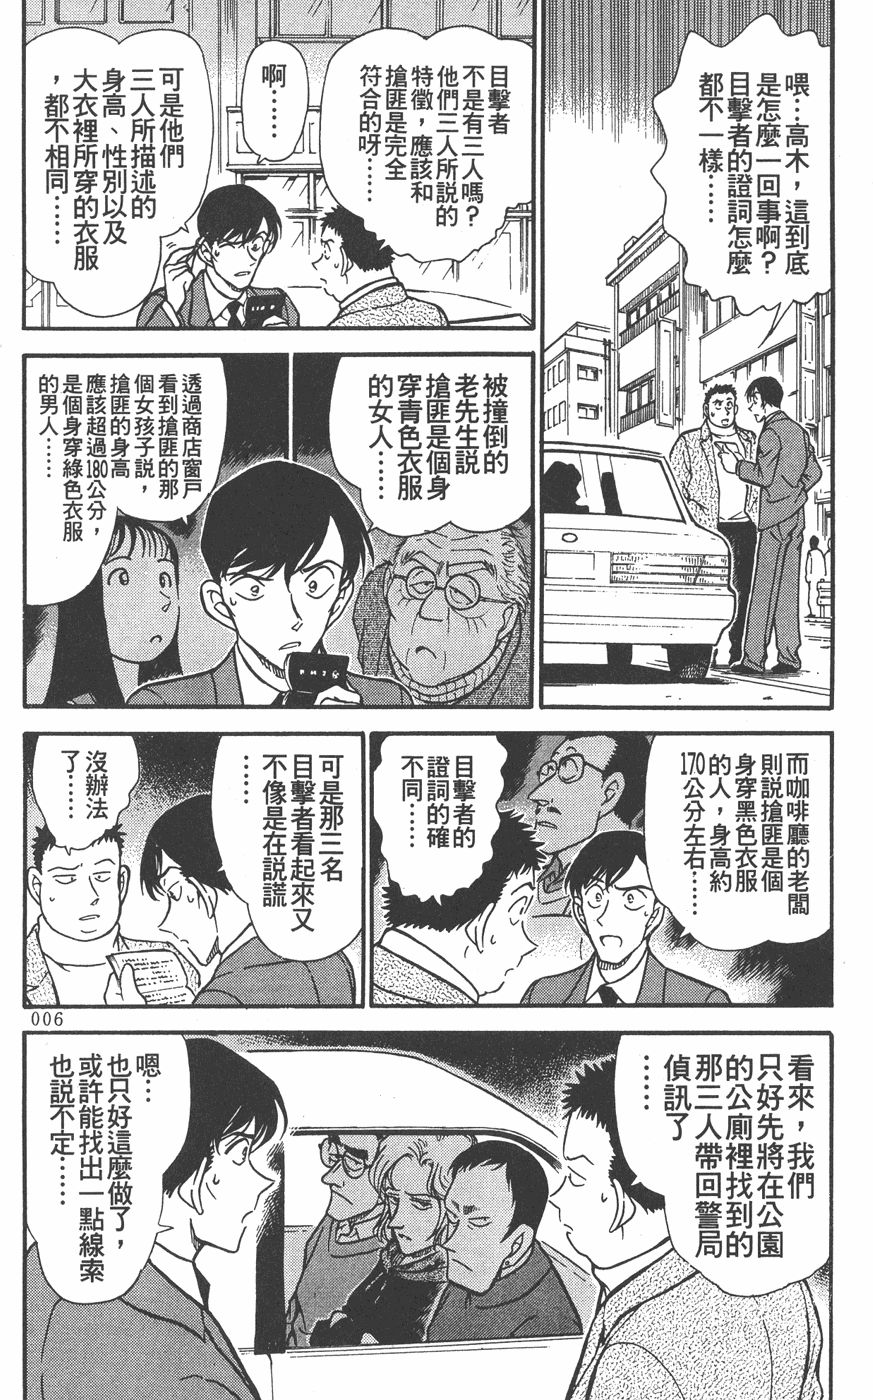 喂…高木，這到底
是怎麼一回事啊？
目擊者的證詞怎麼
都不一樣……
目擊者
不是有三人嗎？
他們三人所說的
特徵，應該和
搶匪是完全
符合的呀……
啊……
可是他們
三人所描述的
身高、性別以及
大衣裡所穿的衣服
，都不相同……
被撞倒的
老先生說
搶匪是個身
穿青色衣服
的女人……
透過商店窗戶
看到搶匪的那
個女孩子說，
搶匪的身高
應該超過180公分，
是個身穿綠色衣服
的男人……
而咖啡廳的老闆
則說搶匪是個
身穿黑色衣服
的人，身高約
170公分左右……
目擊者的
證詞的確
不同……
可是那三名
目擊者看起來又
不像是在說謊
……
沒辦法
了……
006
看來，我們
只好先將在公園
的公廁裡找到的
那三人帶回警局
偵訊了
……
嗯…
也只好這麼做了，
或許能找出一點線索
也說不定……